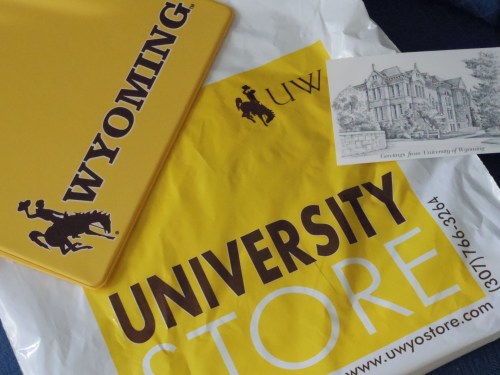 WYOMING
UW
Greetings from University of Wyoming
UNIVERSITY
STORE
(307)766-3264
www.uwyostore.com